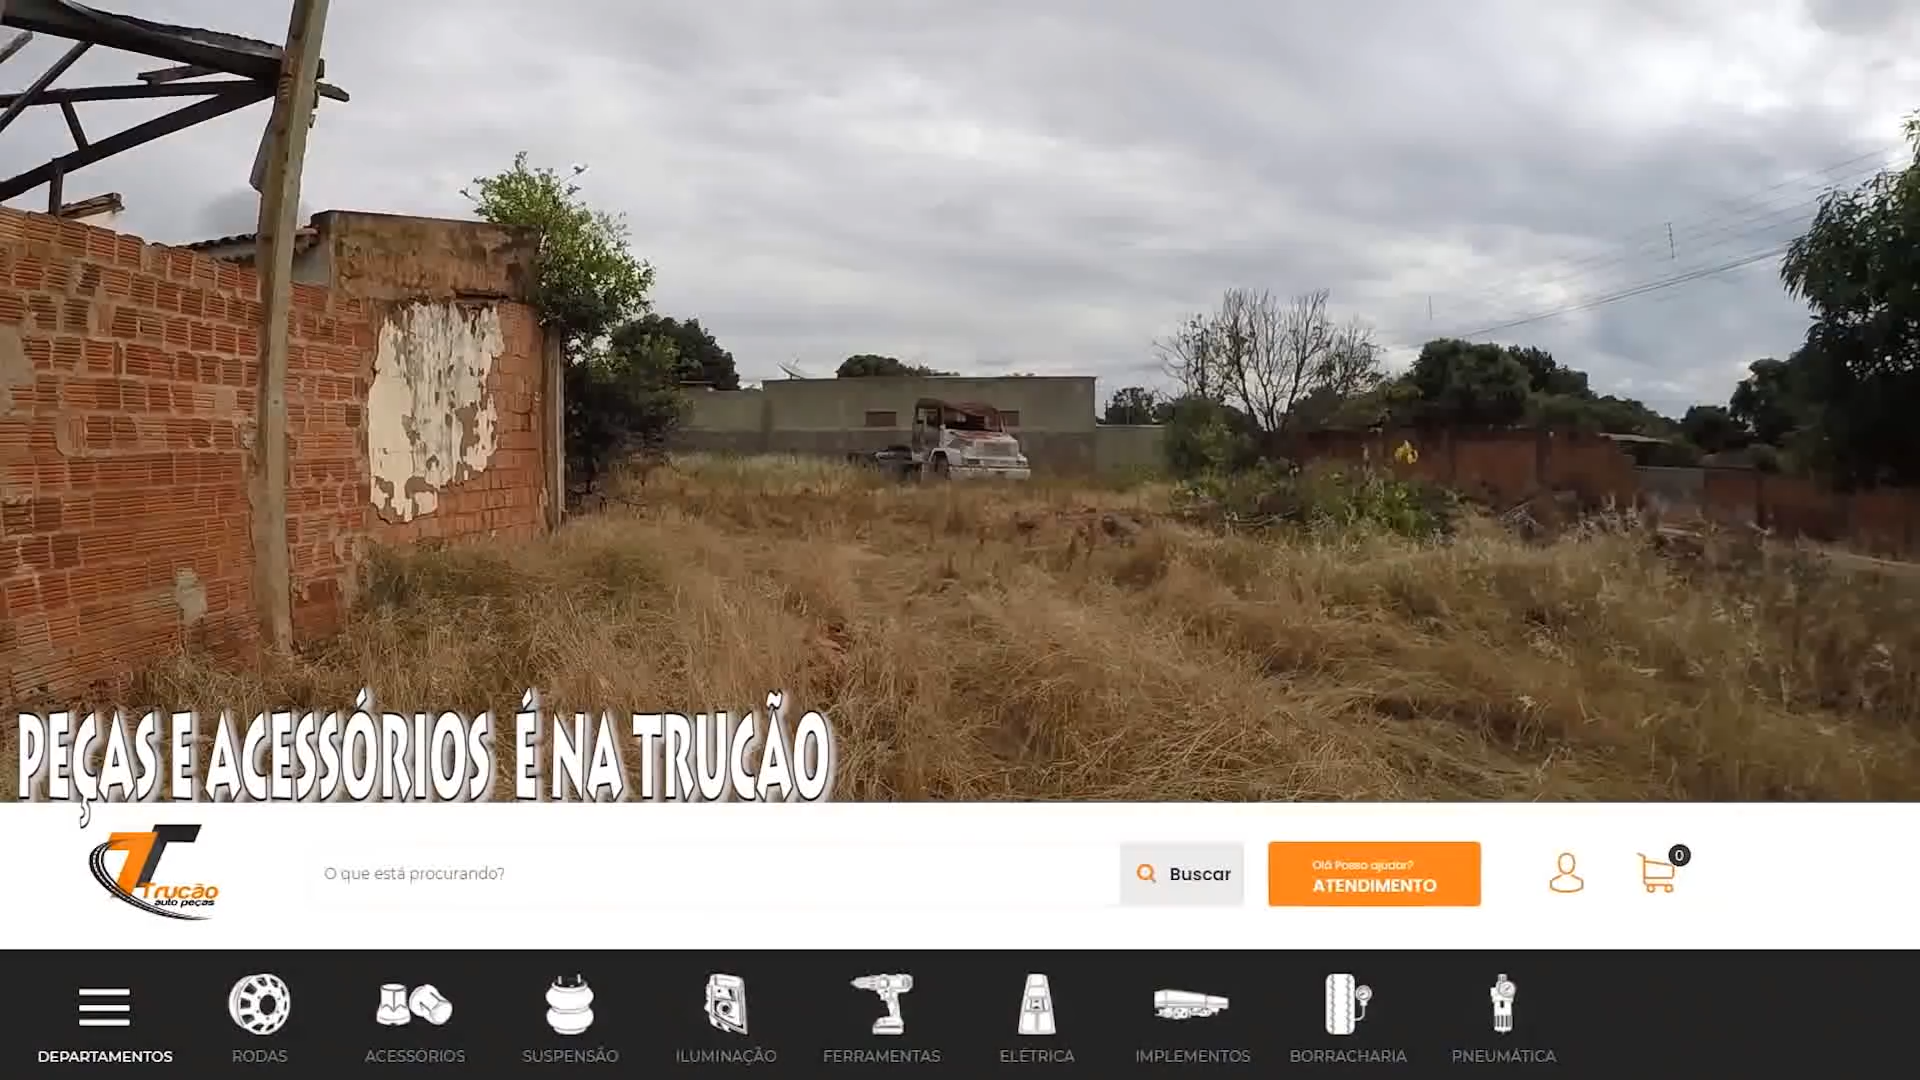 PEÇAS E ACESSÓRIOS É NA TRUCÃO
Trucão
auto peças
O que está procurando?
Buscar
Olá Posso ajudar?
ATENDIMENTO
0
DEPARTAMENTOS
RODAS
ACESSÓRIOS
SUSPENSÃO
ILUMINAÇÃO
FERRAMENTAS
ELÉTRICA
IMPLEMENTOS
BORRACHARIA
PNEUMÁTICA